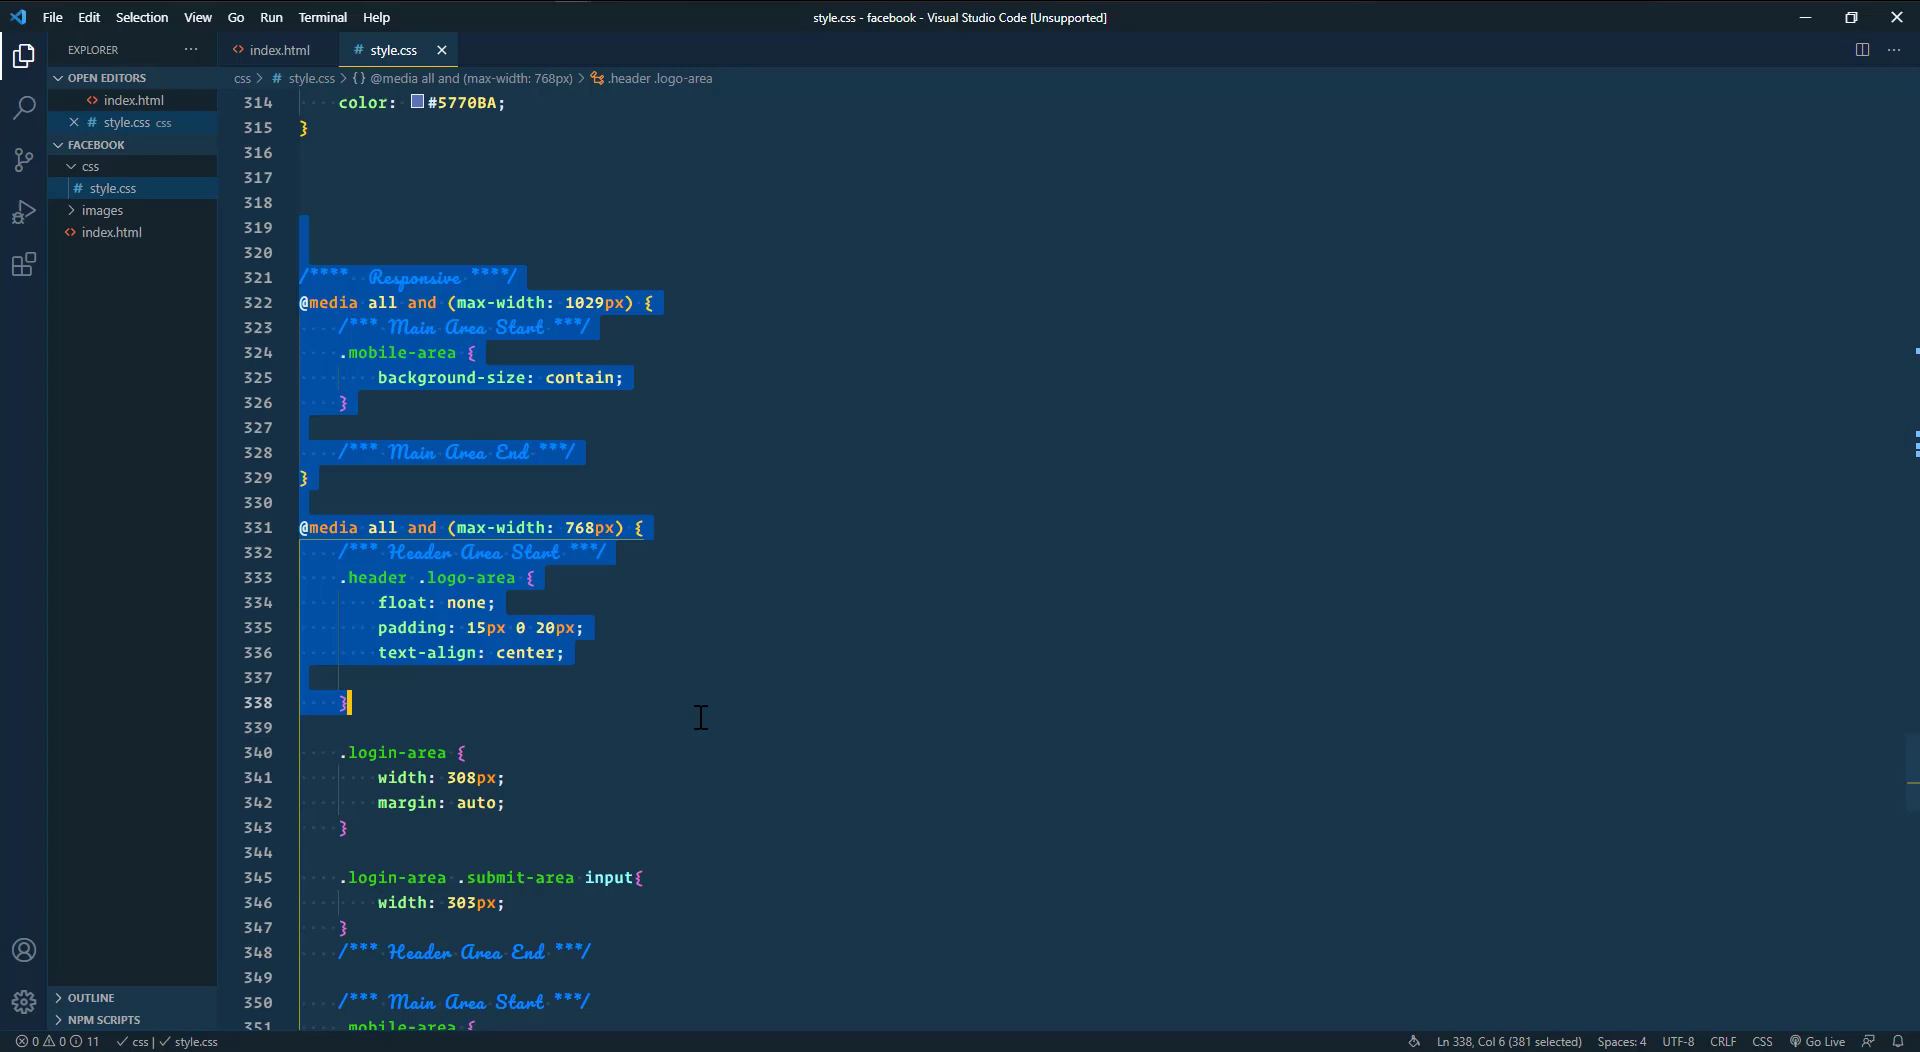 File Edit Selection View Go Run Terminal Help
style.css - facebook - Visual Studio Code [Unsupported]
EXPLORER
index.html
# style.css
OPEN EDITORS
index.html
# style.css css
FACEBOOK
css
# style.css
images
index.html
OUTLINE
NPM SCRIPTS
css > # style.css > {} @media all and (max-width: 768px) > .header .logo-area
314 color: #5770BA;
315 }
316
317
318
319
320
321 /**** Responsive ****/
322 @media all and (max-width: 1029px) {
323 /*** Main Area Start ***/
324 .mobile-area {
325 background-size: contain;
326 }
327
328 /*** Main Area End ***/
329 }
330
331 @media all and (max-width: 768px) {
332 /*** Header Area Start ***/
333 .header .logo-area {
334 float: none;
335 padding: 15px 0 20px;
336 text-align: center;
337
338 }
339
340 .login-area {
341 width: 308px;
342 margin: auto;
343 }
344
345 .login-area .submit-area input{
346 width: 303px;
347 }
348 /*** Header Area End ***/
349
350 /*** Main Area Start ***/
351 .mobile-area {
0 0 11 css | style.css
Ln 338, Col 6 (381 selected) Spaces: 4 UTF-8 CRLF CSS Go Live